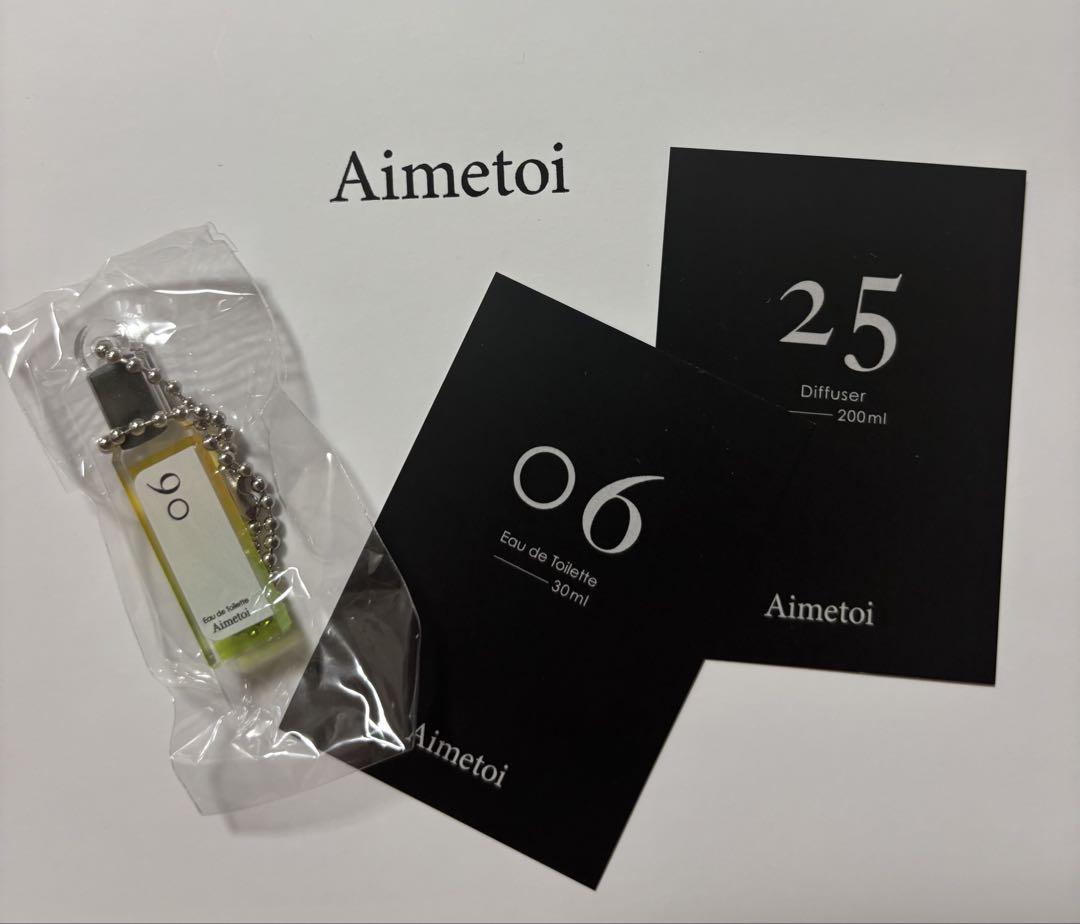 Aimetoi
25
Diffuser
200ml
Aimetoi
06
Eau de Toilette
30ml
Aimetoi
06
Eau de Toilette
Aimetoi